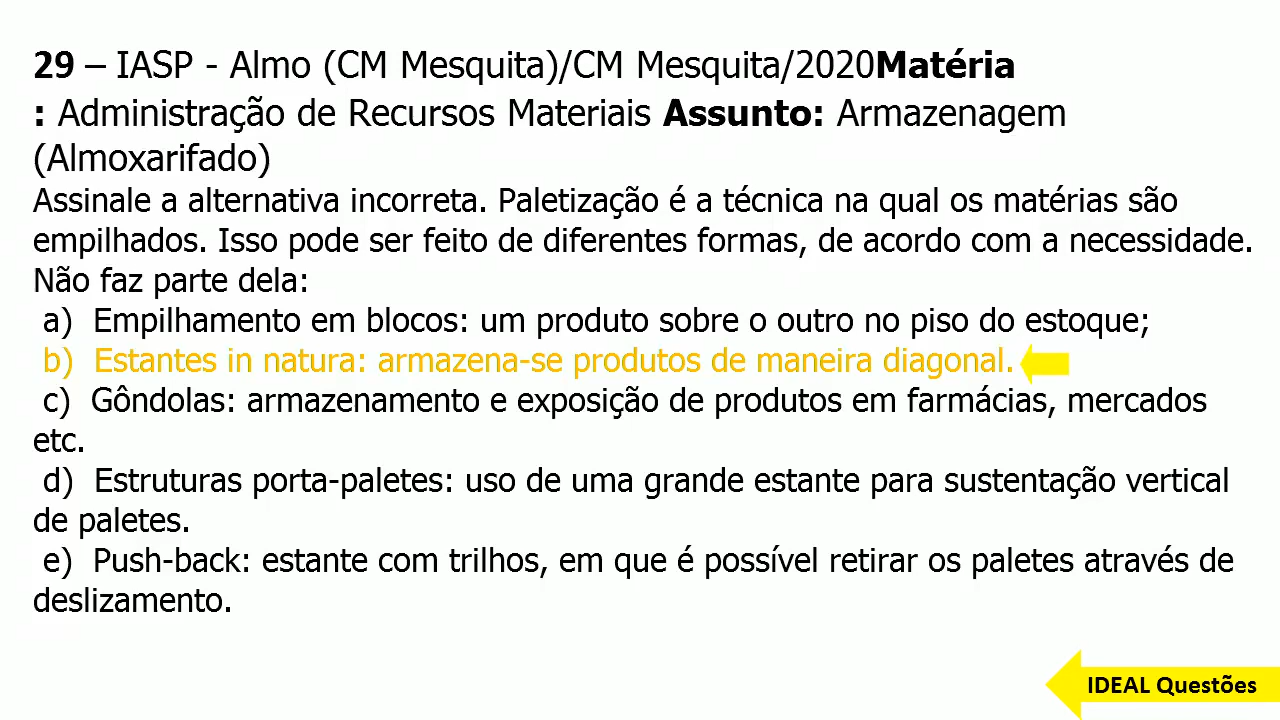 29 – IASP - Almo (CM Mesquita)/CM Mesquita/2020Matéria
: Administração de Recursos Materiais Assunto: Armazenagem
(Almoxarifado)
Assinale a alternativa incorreta. Paletização é a técnica na qual os matérias são
empilhados. Isso pode ser feito de diferentes formas, de acordo com a necessidade.
Não faz parte dela:
a) Empilhamento em blocos: um produto sobre o outro no piso do estoque;
b) Estantes in natura: armazena-se produtos de maneira diagonal.
c) Gôndolas: armazenamento e exposição de produtos em farmácias, mercados
etc.
d) Estruturas porta-paletes: uso de uma grande estante para sustentação vertical
de paletes.
e) Push-back: estante com trilhos, em que é possível retirar os paletes através de
deslizamento.
IDEAL Questões